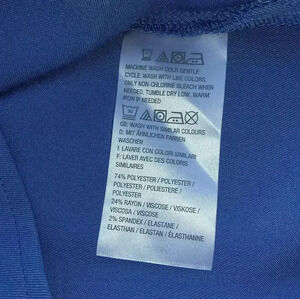 MACHINE WASH COLD GENTLE
CYCLE. WASH WITH LIKE COLORS.
ONLY NON-CHLORINE BLEACH WHEN
NEEDED. TUMBLE DRY LOW. WARM
IRON IF NEEDED
GB: WASH WITH SIMILAR COLOURS
D: MIT ÄHNLICHEN FARBEN
WASCHEN
I: LAVARE CON COLORI SIMILARI
F: LAVER AVEC DES COLORIS
SIMILAIRES
74% POLYESTER / POLYESTER /
POLYESTER / POLIESTERE /
POLYESTER
24% RAYON / VISCOSE / VISKOSE /
VISCOSA / VISCOSE
2% SPANDEX / ELASTANE /
ELASTHAN / ELASTAN / ÉLASTHANNE